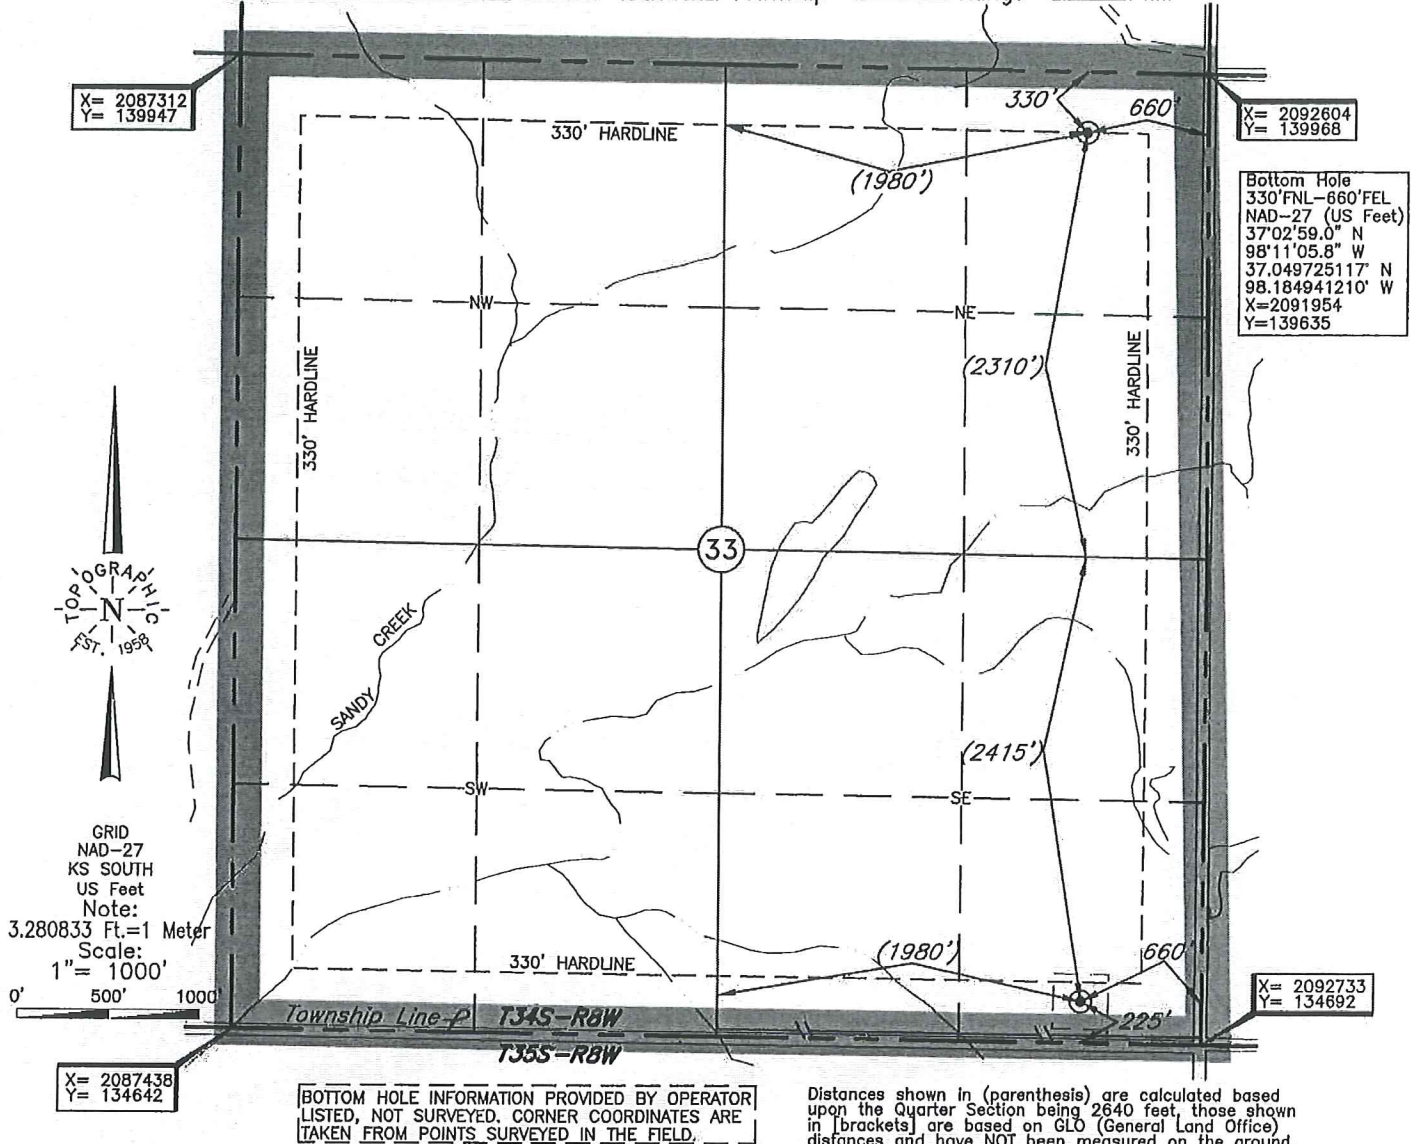 X= 2087312
Y= 139947
330' HARDLINE
330'
660'
X= 2092604
Y= 139968
(1980')
Bottom Hole
330'FNL-660'FEL
NAD-27 (US Feet)
37°02'59.0" N
98°11'05.8" W
37.049725117° N
98.184941210° W
X=2091954
Y=139635
NW
NE
330' HARDLINE
(2310')
330' HARDLINE
33
TOPOGRAPHIC
N
EST. 1958
SANDY CREEK
(2415')
SW
SE
GRID
NAD-27
KS SOUTH
US Feet
Note:
3.280833 Ft.=1 Meter
Scale:
1"= 1000'
0' 500' 1000'
330' HARDLINE
(1980')
660'
225'
X= 2092733
Y= 134692
Township Line T34S-R8W
T35S-R8W
X= 2087438
Y= 134642
BOTTOM HOLE INFORMATION PROVIDED BY OPERATOR
LISTED, NOT SURVEYED. CORNER COORDINATES ARE
TAKEN FROM POINTS SURVEYED IN THE FIELD.
Distances shown in (parenthesis) are calculated based
upon the Quarter Section being 2640 feet, those shown
in [brackets] are based on GLO (General Land Office)
distances and have NOT been measured on the ground